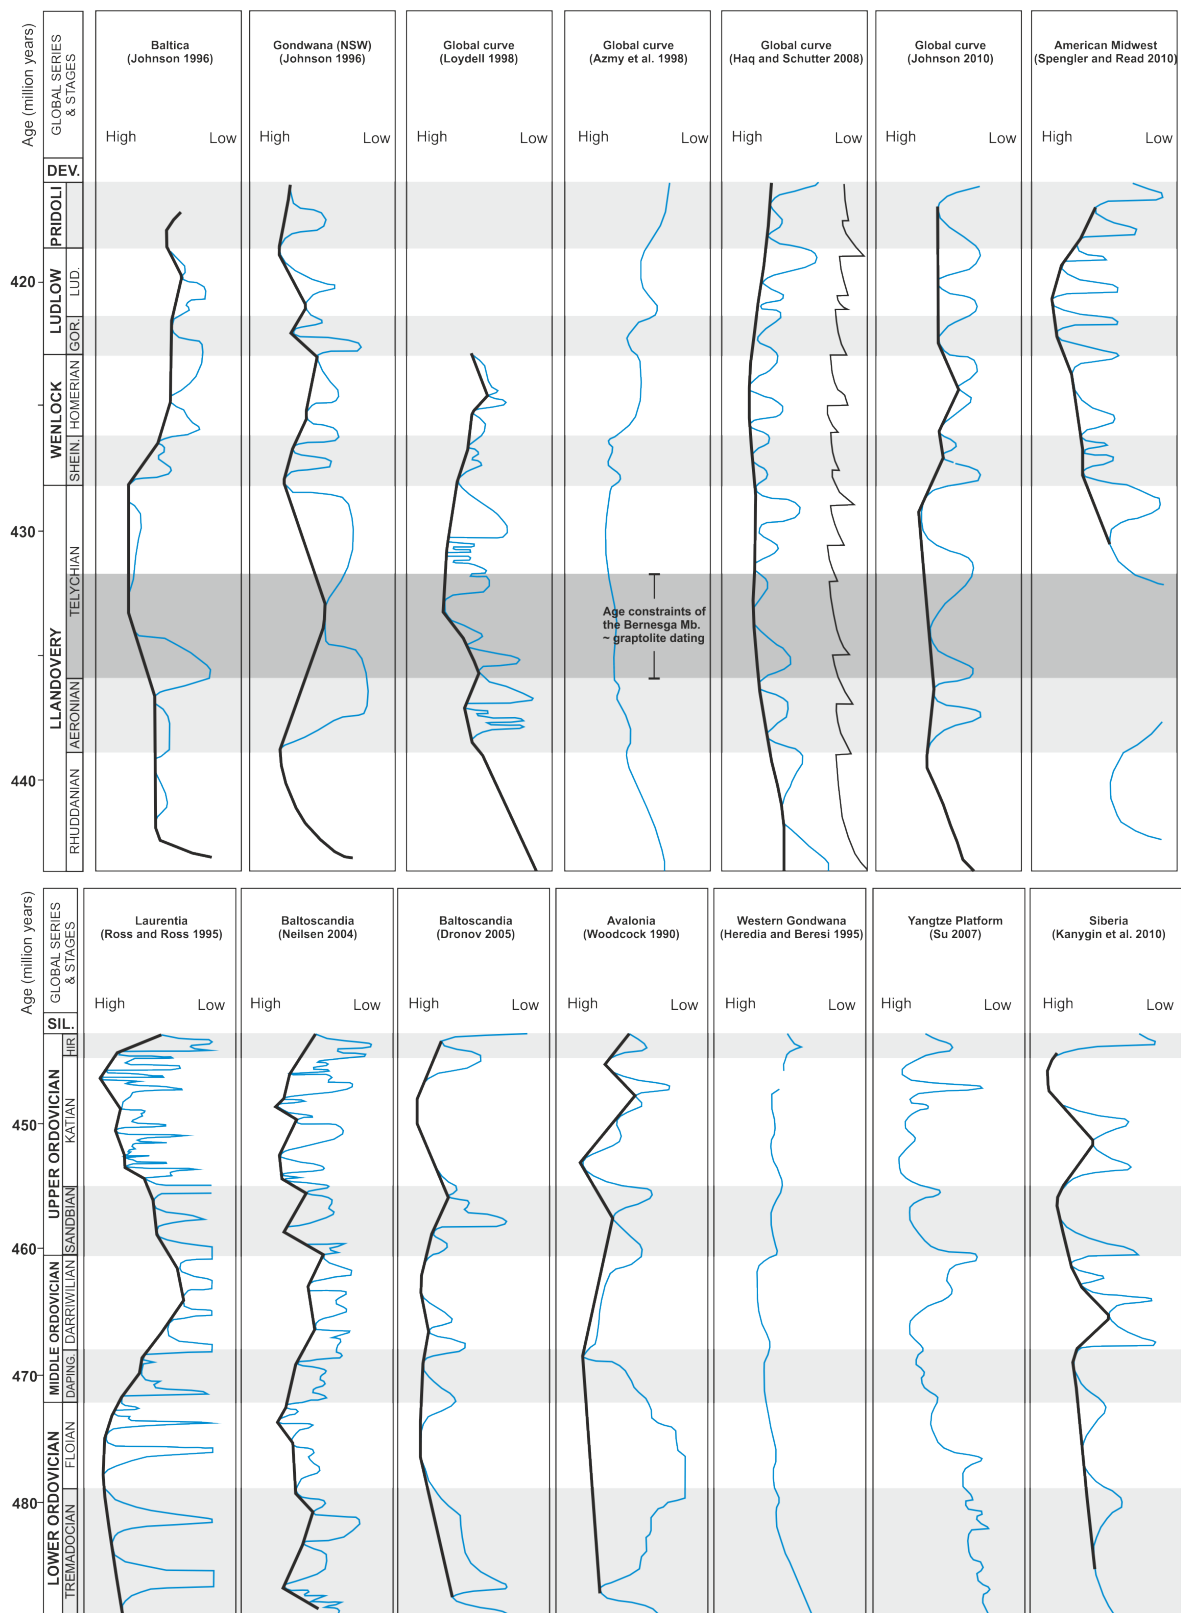 Age (million years)
GLOBAL SERIES
& STAGES
Baltica
(Johnson 1996)
High Low
Gondwana (NSW)
(Johnson 1996)
High Low
Global curve
(Loydell 1998)
High Low
Global curve
(Azmy et al. 1998)
High Low
Global curve
(Haq and Schutter 2008)
High Low
Global curve
(Johnson 2010)
High Low
American Midwest
(Spengler and Read 2010)
High Low
DEV.
PRIDOLI
LUDLOW
LUD.
GOR.
WENLOCK
HOMERIAN
SHEIN.
LLANDOVERY
TELYCHIAN
AERONIAN
RHUDDANIAN
420
430
440
Age constraints of
the Bernesga Mb.
~ graptolite dating
Age (million years)
GLOBAL SERIES
& STAGES
Laurentia
(Ross and Ross 1995)
High Low
Baltoscandia
(Neilsen 2004)
High Low
Baltoscandia
(Dronov 2005)
High Low
Avalonia
(Woodcock 1990)
High Low
Western Gondwana
(Heredia and Beresi 1995)
High Low
Yangtze Platform
(Su 2007)
High Low
Siberia
(Kanygin et al. 2010)
High Low
SIL.
UPPER ORDOVICIAN
HIR
KATIAN
SANDBIAN
MIDDLE ORDOVICIAN
DARRIWILIAN
DAPING.
LOWER ORDOVICIAN
FLOIAN
TREMADOCIAN
450
460
470
480